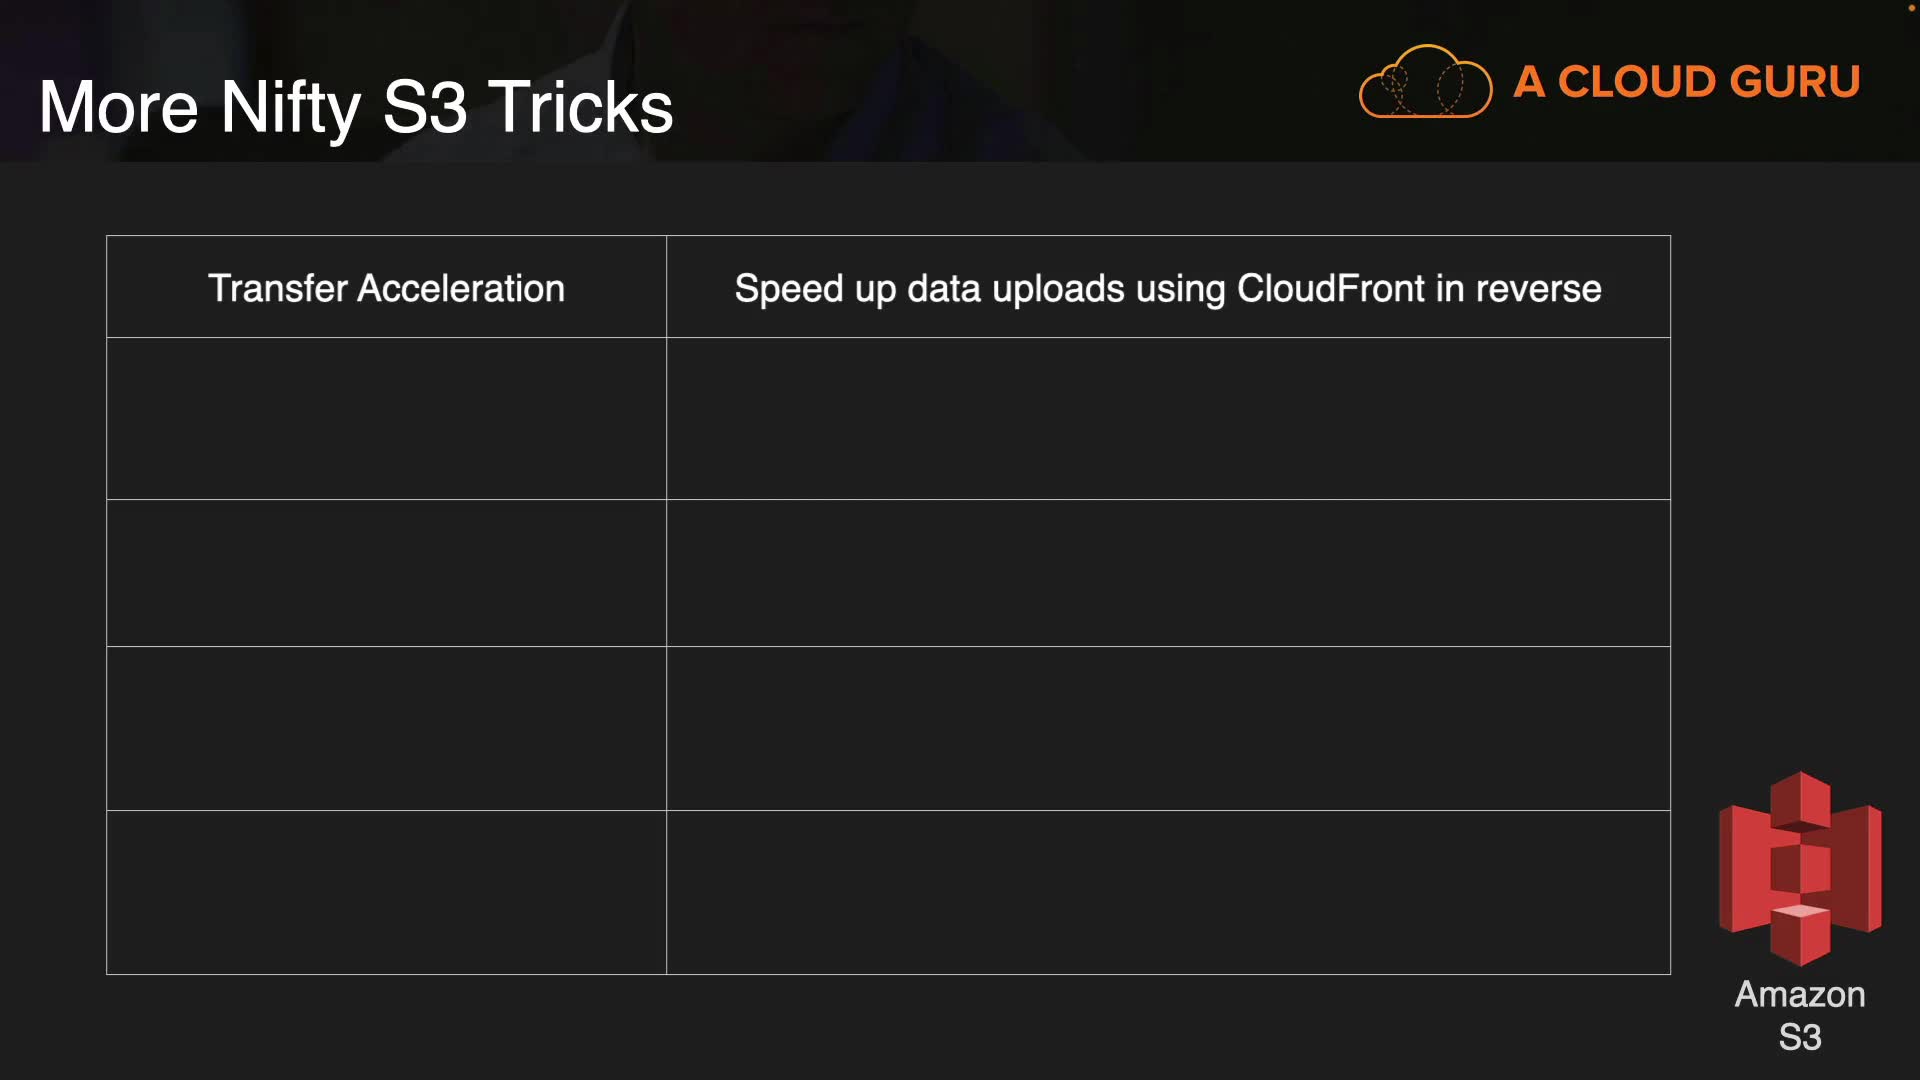 More Nifty S3 Tricks
A CLOUD GURU
Transfer Acceleration
Speed up data uploads using CloudFront in reverse
Amazon
S3